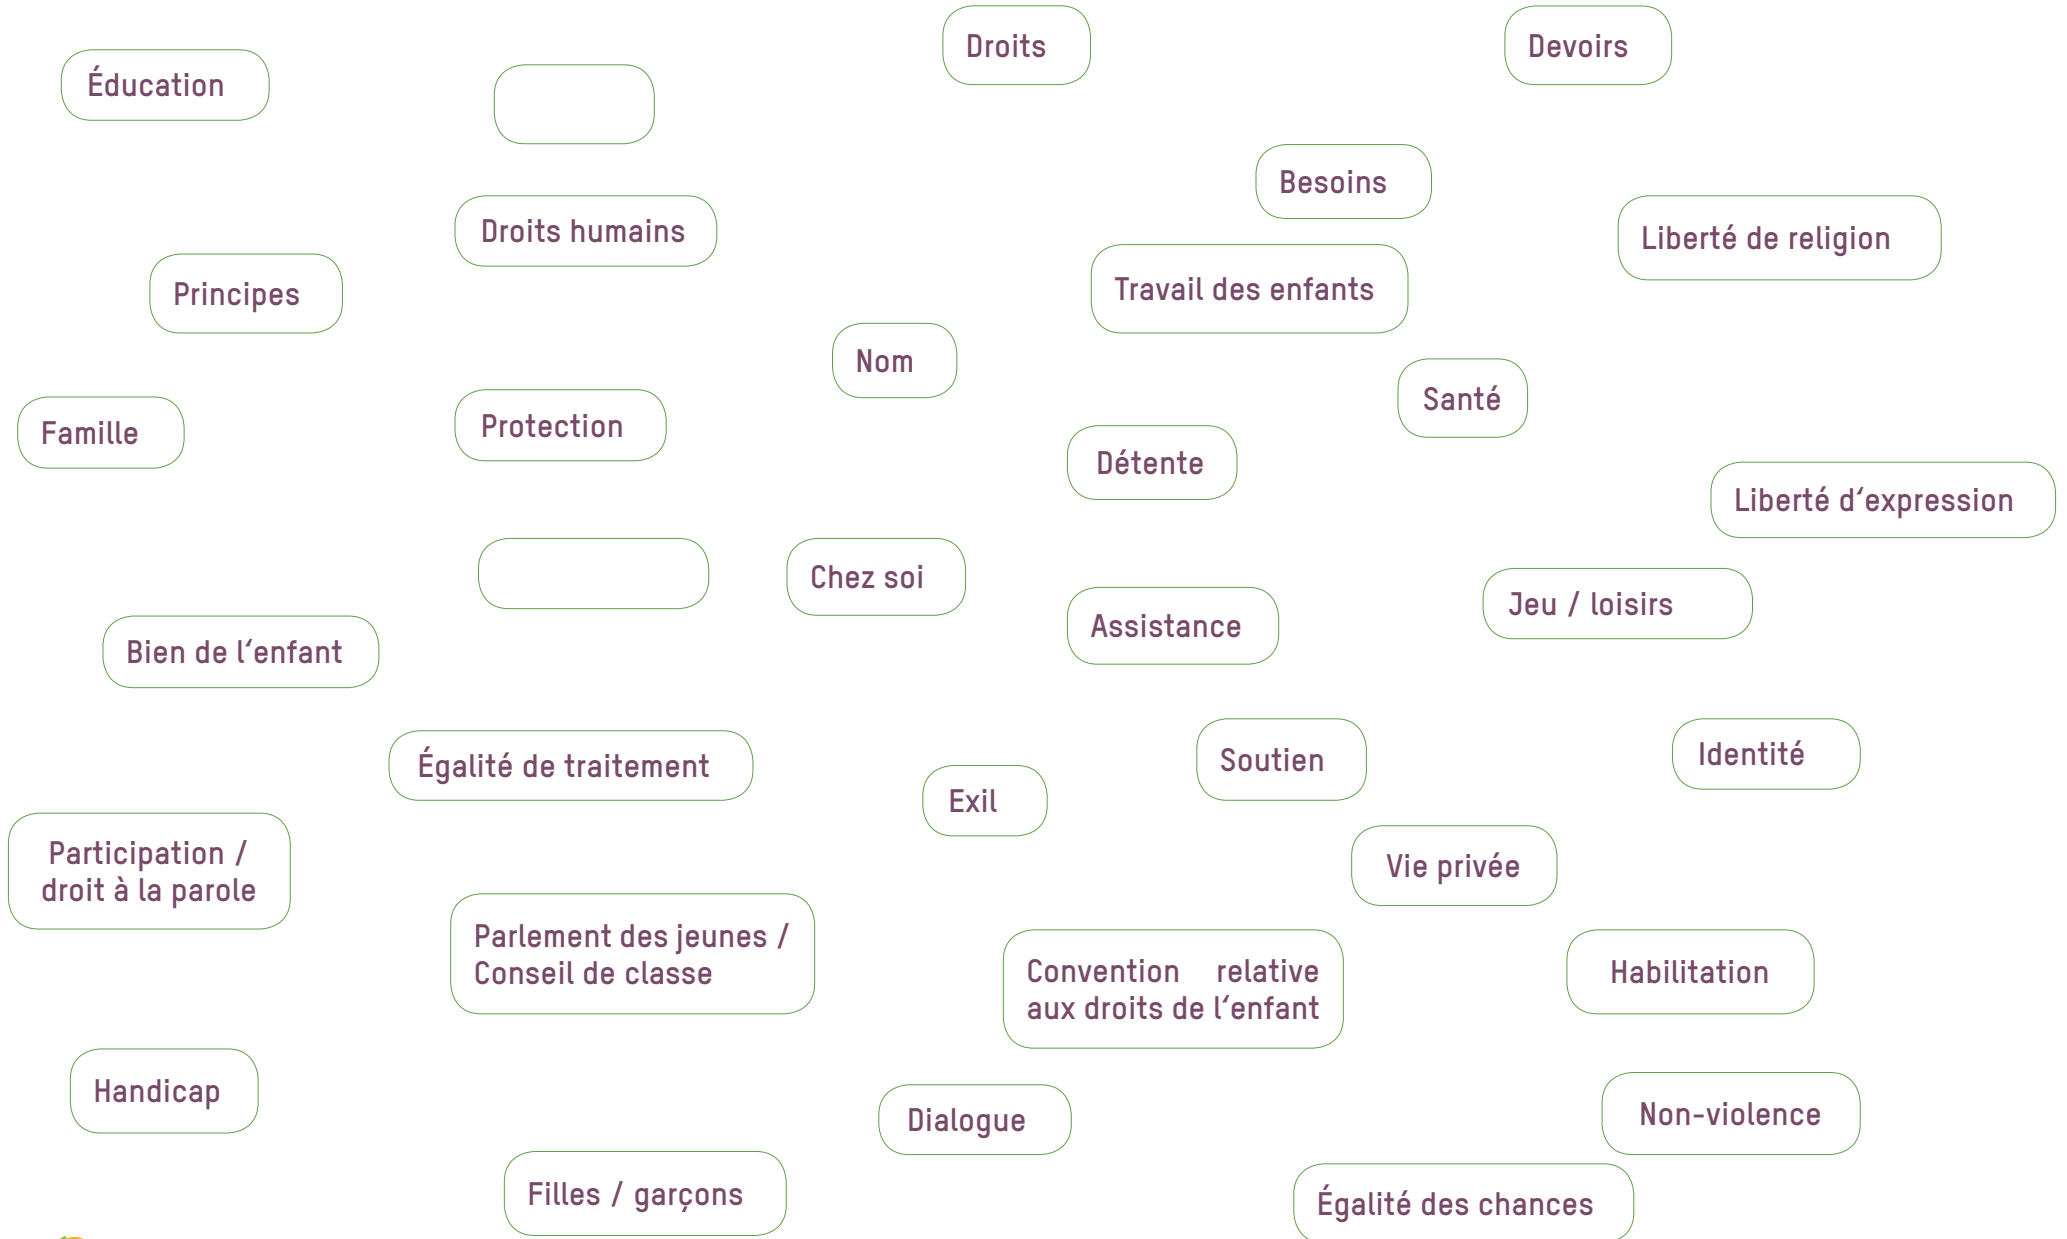 Droits
Devoirs
Éducation
Besoins
Droits humains
Liberté de religion
Principes
Travail des enfants
Nom
Santé
Famille
Protection
Détente
Liberté d‘expression
Chez soi
Jeu / loisirs
Assistance
Bien de l‘enfant
Égalité de traitement
Soutien
Identité
Exil
Participation /
droit à la parole
Vie privée
Parlement des jeunes /
Conseil de classe
Convention relative
aux droits de l‘enfant
Habilitation
Handicap
Dialogue
Non-violence
Filles / garçons
Égalité des chances